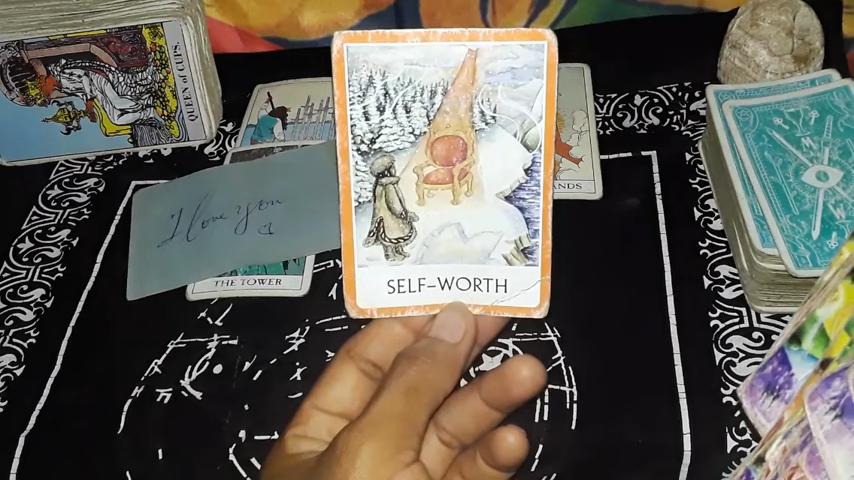 QUEEN of CUPS.
I love you
THE TOWER
ANDS
SELF-WORTH